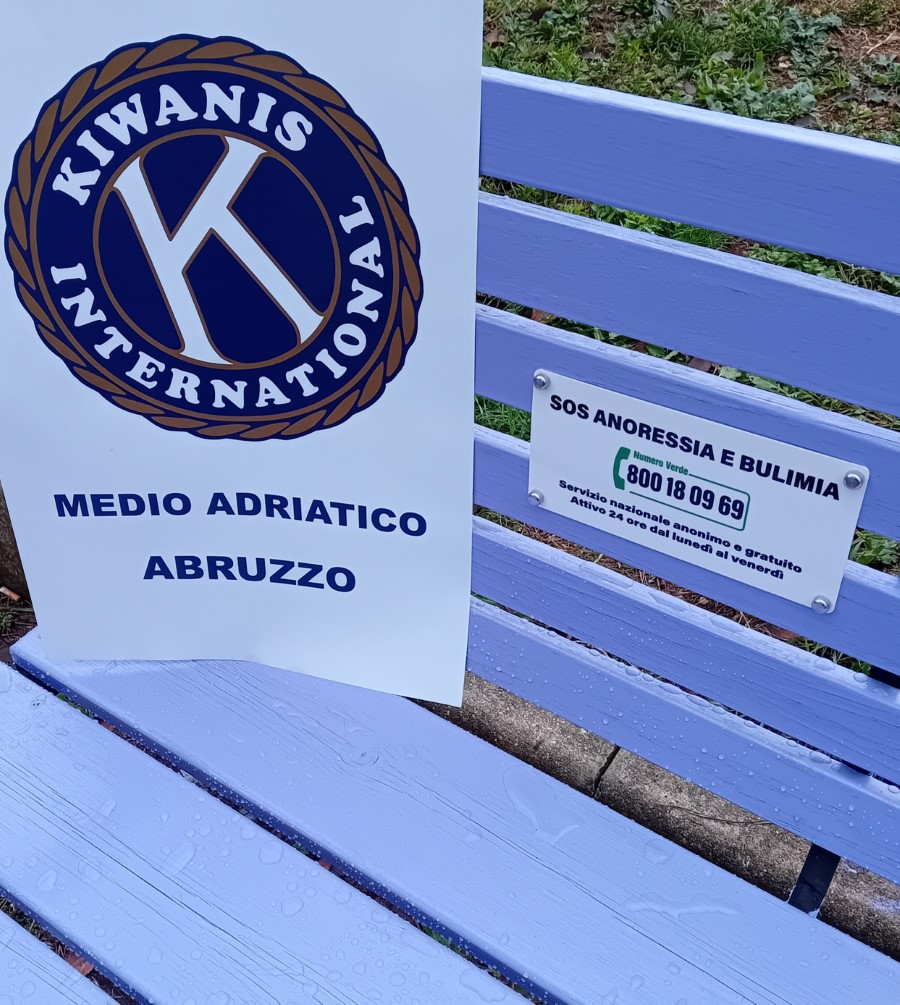 KIWANIS
K
INTERNATIONAL
MEDIO ADRIATICO
ABRUZZO
SOS ANORESSIA E BULIMIA
Numero Verde
800 18 09 69
Servizio nazionale anonimo e gratuito
Attivo 24 ore dal lunedì al venerdì